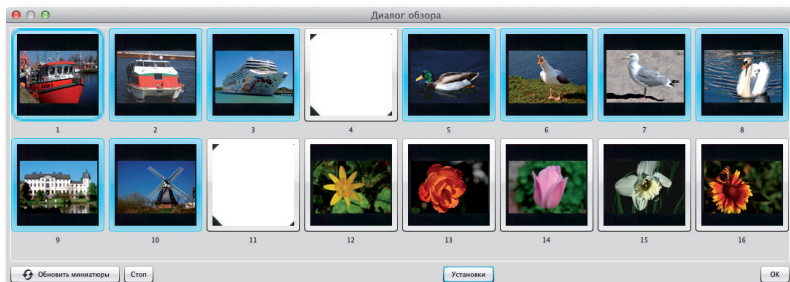 Диалог обзора
1 2 3 4 5 6 7 8
9 10 11 12 13 14 15 16
Обновить миниатюры Стоп Установки OK